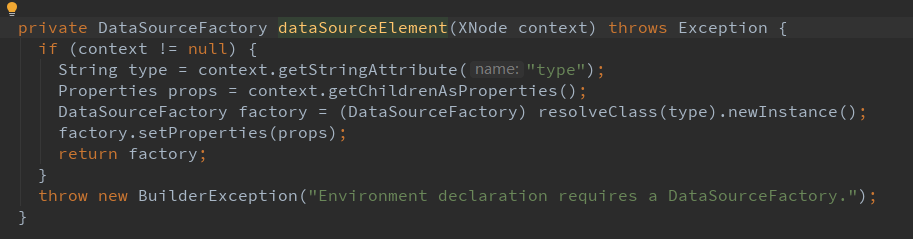 private DataSourceFactory dataSourceElement(XNode context) throws Exception {
if (context != null) {
String type = context.getStringAttribute( name: "type");
Properties props = context.getChildrenAsProperties();
DataSourceFactory factory = (DataSourceFactory) resolveClass(type).newInstance();
factory.setProperties(props);
return factory;
}
throw new BuilderException("Environment declaration requires a DataSourceFactory.");
}